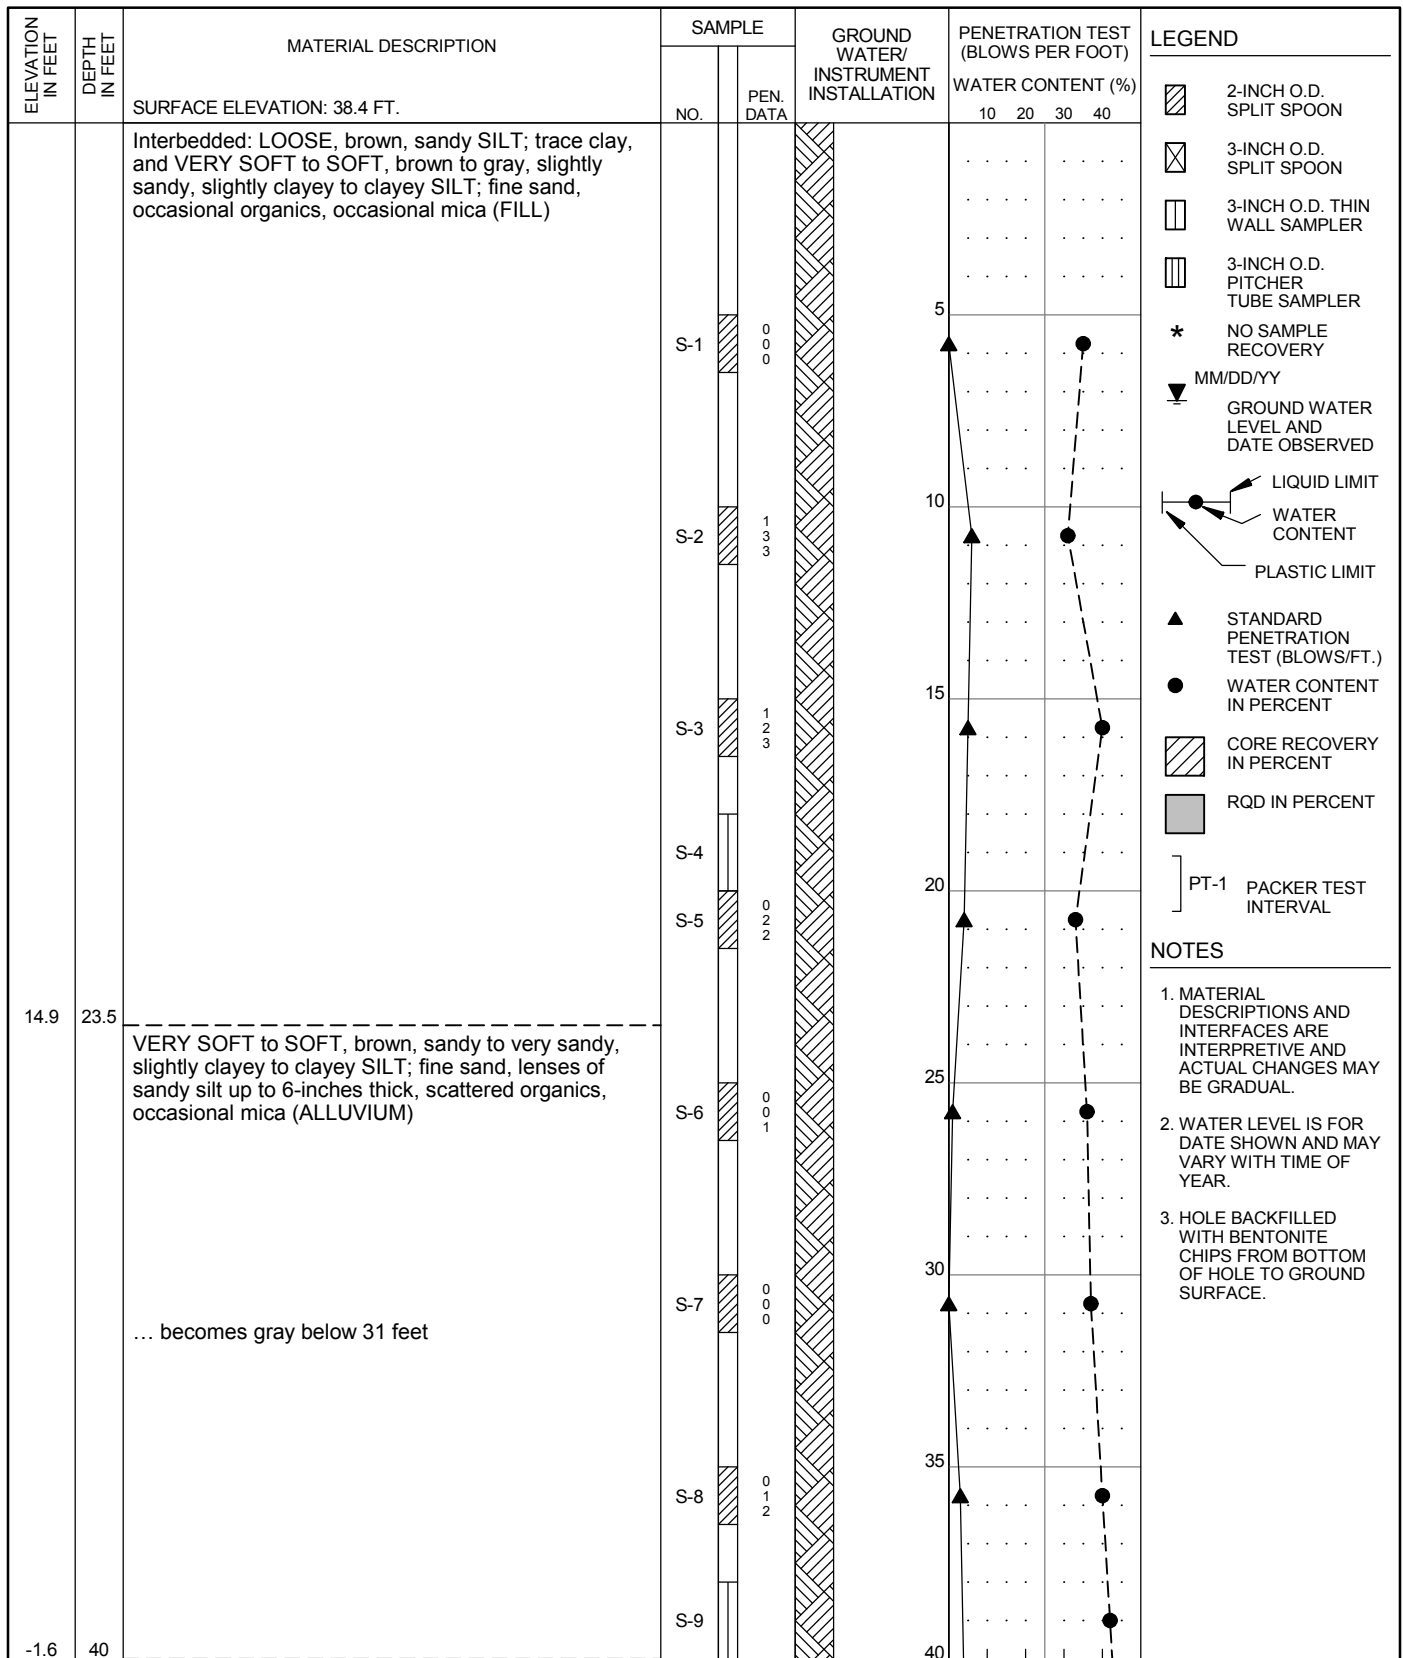 ELEVATION
IN FEET
DEPTH
IN FEET
MATERIAL DESCRIPTION
SURFACE ELEVATION: 38.4 FT.
SAMPLE
NO.
PEN.
DATA
GROUND
WATER/
INSTRUMENT
INSTALLATION
PENETRATION TEST
(BLOWS PER FOOT)
WATER CONTENT (%)
10 20 30 40
Interbedded: LOOSE, brown, sandy SILT; trace clay,
and VERY SOFT to SOFT, brown to gray, slightly
sandy, slightly clayey to clayey SILT; fine sand,
occasional organics, occasional mica (FILL)
5
S-1
0
0
0
10
S-2
1
3
3
15
S-3
1
2
3
S-4
20
S-5
0
2
2
14.9 23.5
VERY SOFT to SOFT, brown, sandy to very sandy,
slightly clayey to clayey SILT; fine sand, lenses of
sandy silt up to 6-inches thick, scattered organics,
occasional mica (ALLUVIUM)
25
S-6
0
0
1
30
S-7
0
0
0
... becomes gray below 31 feet
35
S-8
0
1
2
S-9
-1.6 40
40
LEGEND
2-INCH O.D.
SPLIT SPOON
3-INCH O.D.
SPLIT SPOON
3-INCH O.D. THIN
WALL SAMPLER
3-INCH O.D.
PITCHER
TUBE SAMPLER
* NO SAMPLE
RECOVERY
MM/DD/YY
GROUND WATER
LEVEL AND
DATE OBSERVED
LIQUID LIMIT
WATER
CONTENT
PLASTIC LIMIT
STANDARD
PENETRATION
TEST (BLOWS/FT.)
WATER CONTENT
IN PERCENT
CORE RECOVERY
IN PERCENT
RQD IN PERCENT
PT-1 PACKER TEST
INTERVAL
NOTES
1. MATERIAL
DESCRIPTIONS AND
INTERFACES ARE
INTERPRETIVE AND
ACTUAL CHANGES MAY
BE GRADUAL.
2. WATER LEVEL IS FOR
DATE SHOWN AND MAY
VARY WITH TIME OF
YEAR.
3. HOLE BACKFILLED
WITH BENTONITE
CHIPS FROM BOTTOM
OF HOLE TO GROUND
SURFACE.